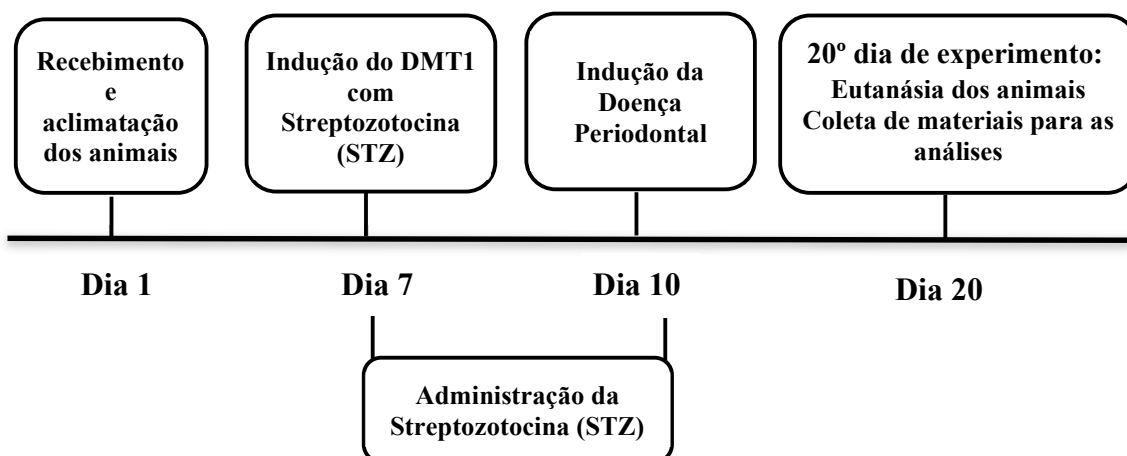 Recebimento
e
aclimatação
dos animais
Indução do DMT1
com
Streptozotocina
(STZ)
Indução da
Doença
Periodontal
20º dia de experimento:
Eutanásia dos animais
Coleta de materiais para as
análises
Dia 1
Dia 7
Dia 10
Dia 20
Administração da
Streptozotocina (STZ)